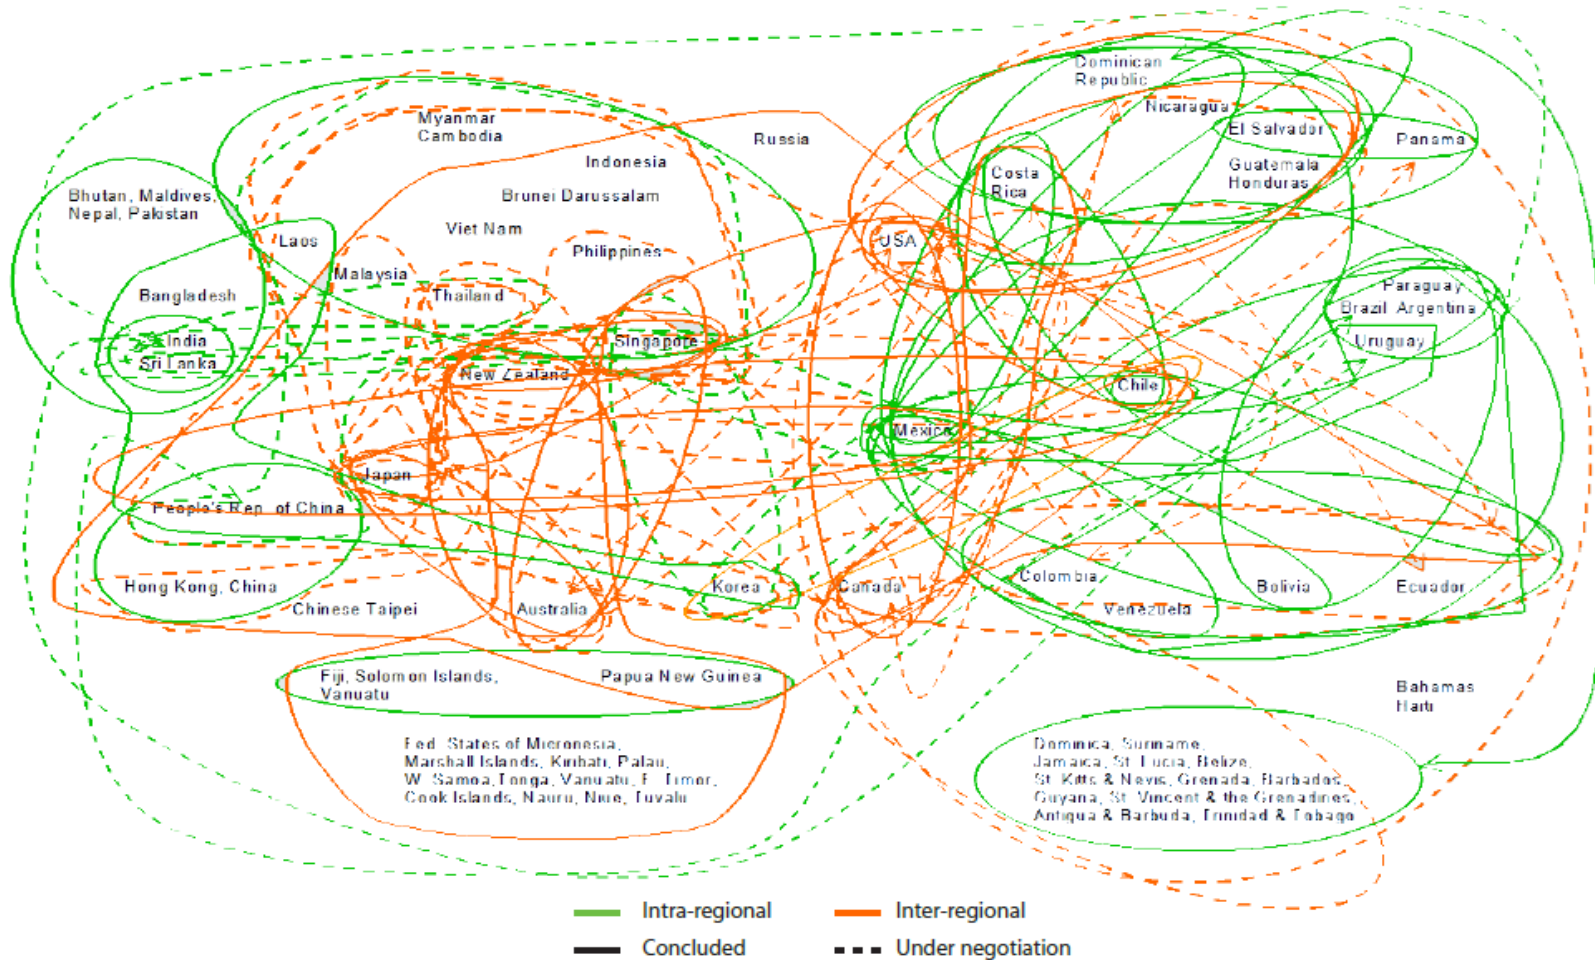 Dominican
Republic
Nicaragua
El Salvador
Panama
Guatemala
Honduras
Costa
Rica
Myanmar
Cambodia
Russia
Indonesia
Brunei Darussalam
Viet Nam
Philippines
Bhutan, Maldives,
Nepal, Pakistan
Laos
Malaysia
Thailand
Bangladesh
India
Sri Lanka
Singapore
New Zealand
USA
Paraguay
Brazil Argentina
Uruguay
Chile
Mexico
Japan
People's Rep. of China
Hong Kong, China
Chinese Taipei
Australia
Korea
Canada
Colombia
Venezuela
Bolivia
Ecuador
Fiji, Solomon Islands,
Vanuatu
Papua New Guinea
Bahamas
Haiti
Fed. States of Micronesia,
Marshall Islands, Kiribati, Palau,
W. Samoa, Tonga, Vanuatu, E. Timor,
Cook Islands, Nauru, Niue, Tuvalu
Dominica, Suriname,
Jamaica, St. Lucia, Belize,
St. Kitts & Nevis, Grenada, Barbados,
Guyana, St. Vincent & the Grenadines,
Antigua & Barbuda, Trinidad & Tobago
Intra-regional
Inter-regional
Concluded
Under negotiation